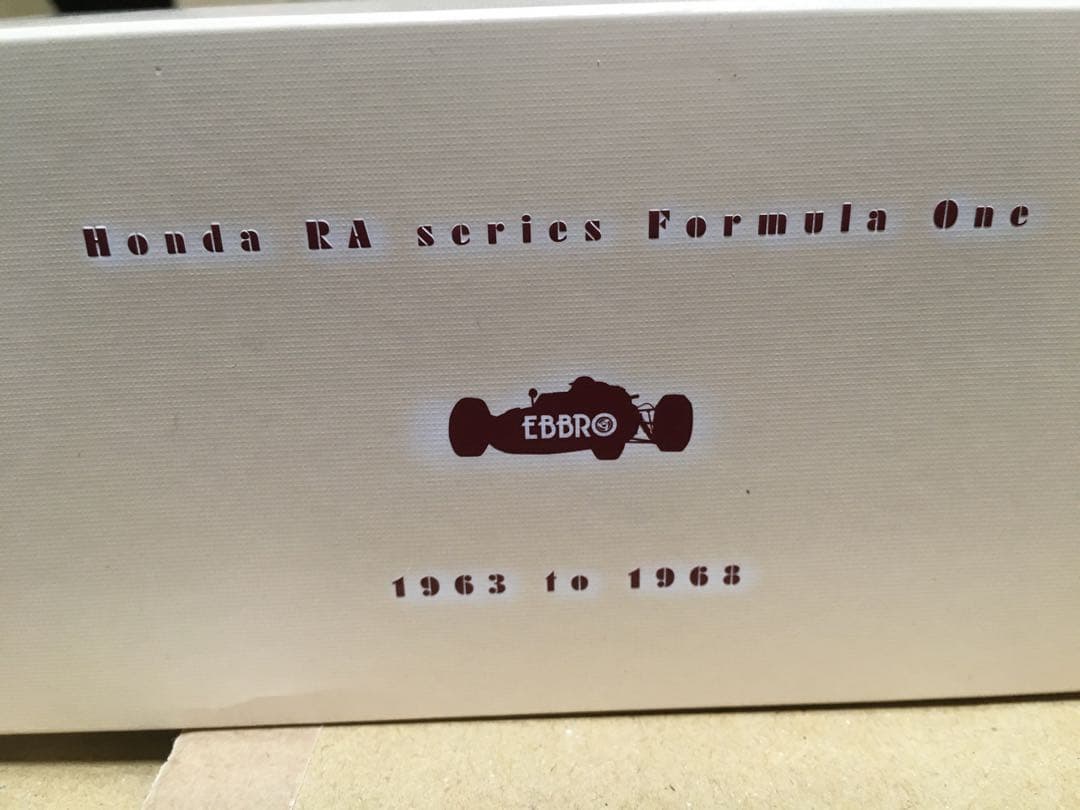 Honda RA series Formula One
EBBRO
1963 to 1968